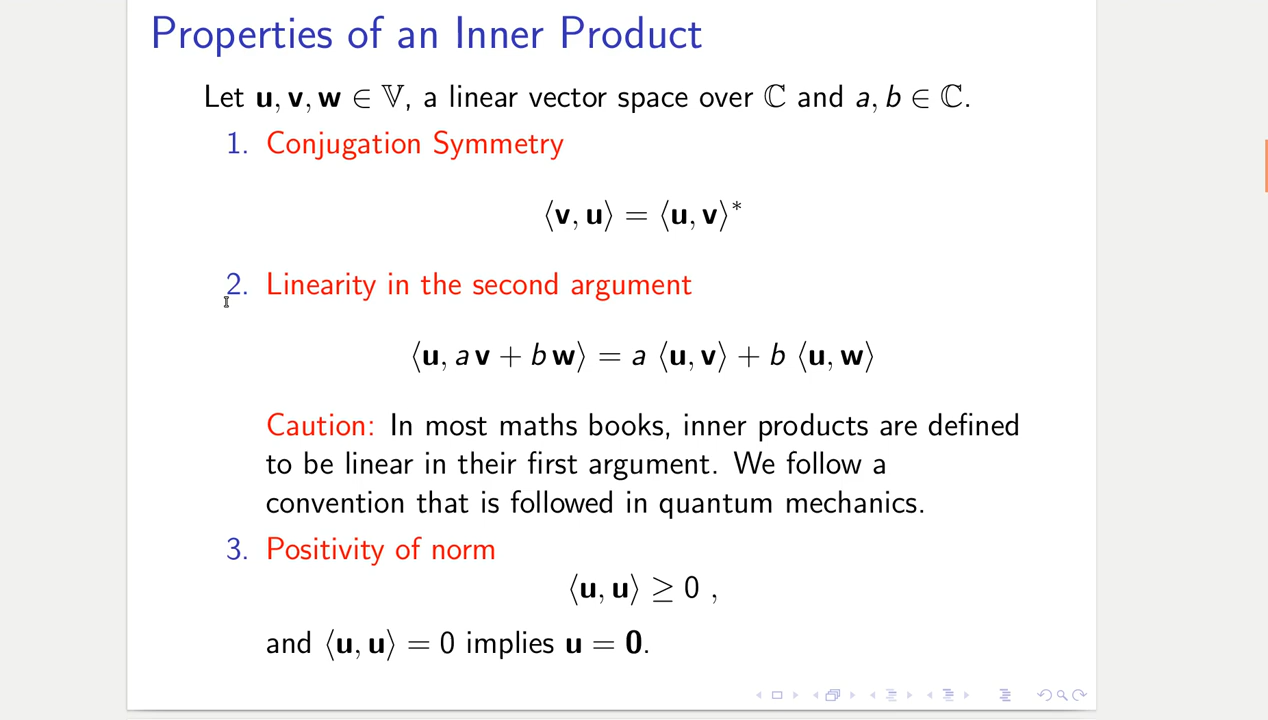 Properties of an Inner Product
Let u, v, w ∈ 𝕍, a linear vector space over ℂ and a, b ∈ ℂ.
1. Conjugation Symmetry
⟨v, u⟩ = ⟨u, v⟩*
2. Linearity in the second argument
⟨u, a v + b w⟩ = a ⟨u, v⟩ + b ⟨u, w⟩
Caution: In most maths books, inner products are defined
to be linear in their first argument. We follow a
convention that is followed in quantum mechanics.
3. Positivity of norm
⟨u, u⟩ ≥ 0 ,
and ⟨u, u⟩ = 0 implies u = 0.